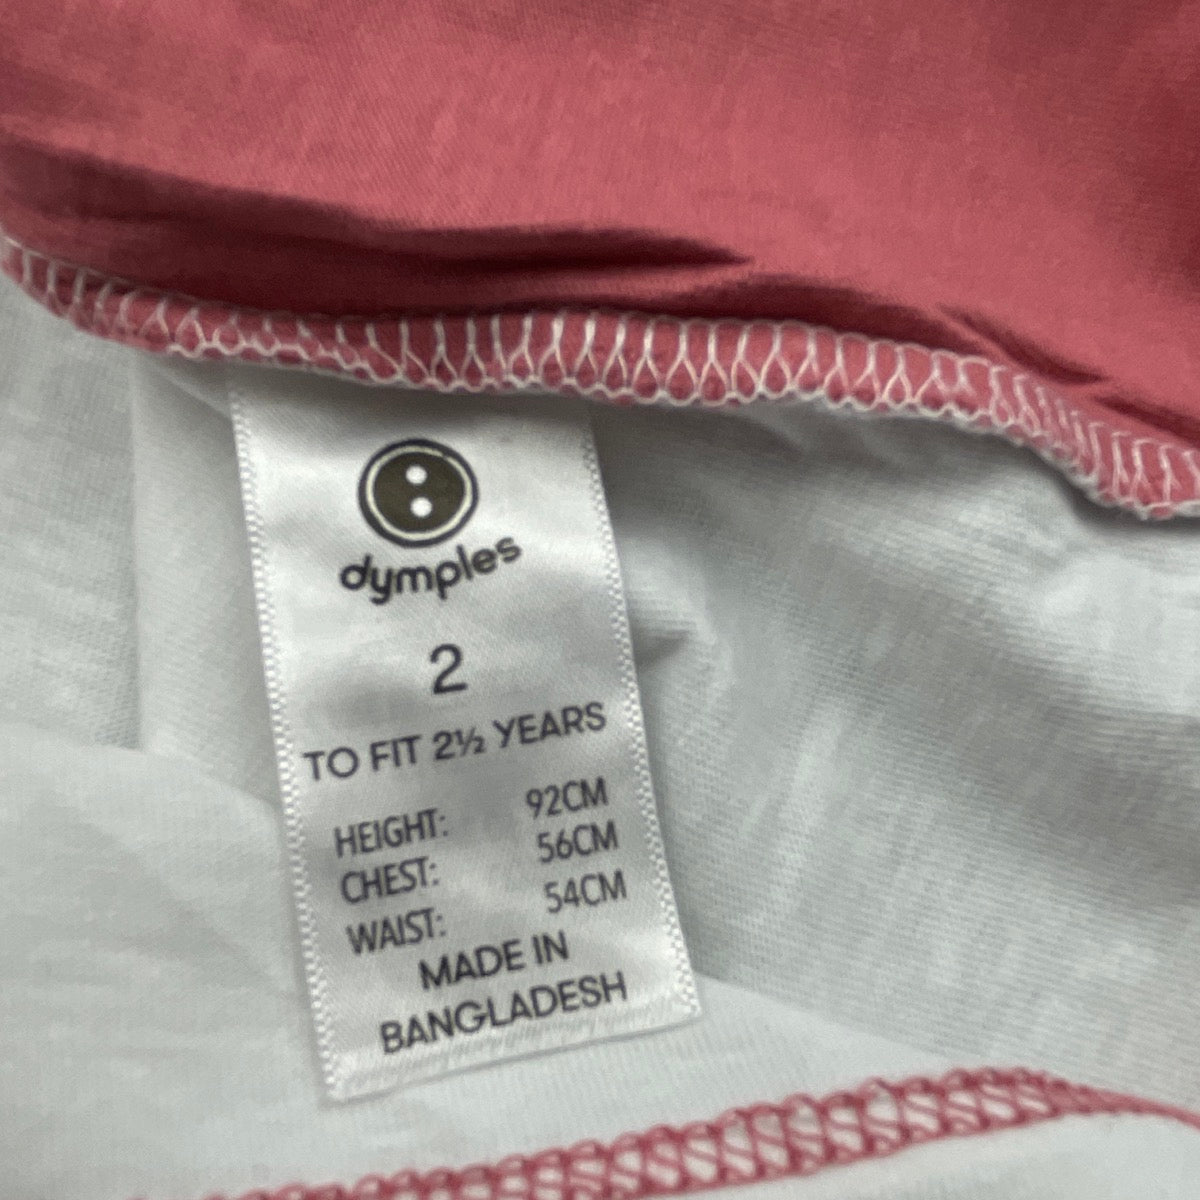 dymples
2
TO FIT 2½ YEARS
HEIGHT: 92CM
CHEST: 56CM
WAIST: 54CM
MADE IN
BANGLADESH